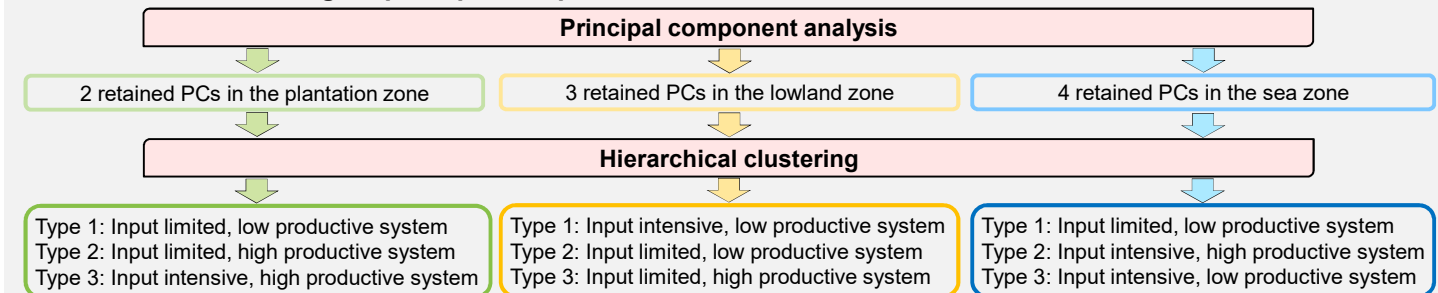 Principal component analysis
2 retained PCs in the plantation zone
3 retained PCs in the lowland zone
4 retained PCs in the sea zone
Hierarchical clustering
Type 1: Input limited, low productive system
Type 2: Input limited, high productive system
Type 3: Input intensive, high productive system
Type 1: Input intensive, low productive system
Type 2: Input limited, low productive system
Type 3: Input limited, high productive system
Type 1: Input limited, low productive system
Type 2: Input intensive, high productive system
Type 3: Input intensive, low productive system